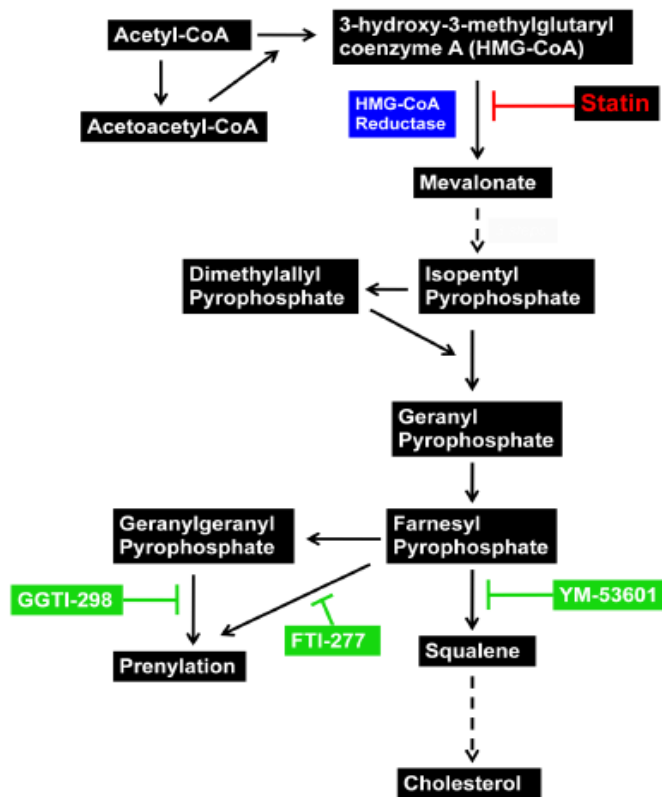 Acetyl-CoA
3-hydroxy-3-methylglutaryl
coenzyme A (HMG-CoA)
Acetoacetyl-CoA
HMG-CoA
Reductase
Statin
Mevalonate
Dimethylallyl
Pyrophosphate
Isopentyl
Pyrophosphate
Geranyl
Pyrophosphate
Geranylgeranyl
Pyrophosphate
Farnesyl
Pyrophosphate
GGTI-298
YM-53601
FTI-277
Prenylation
Squalene
Cholesterol